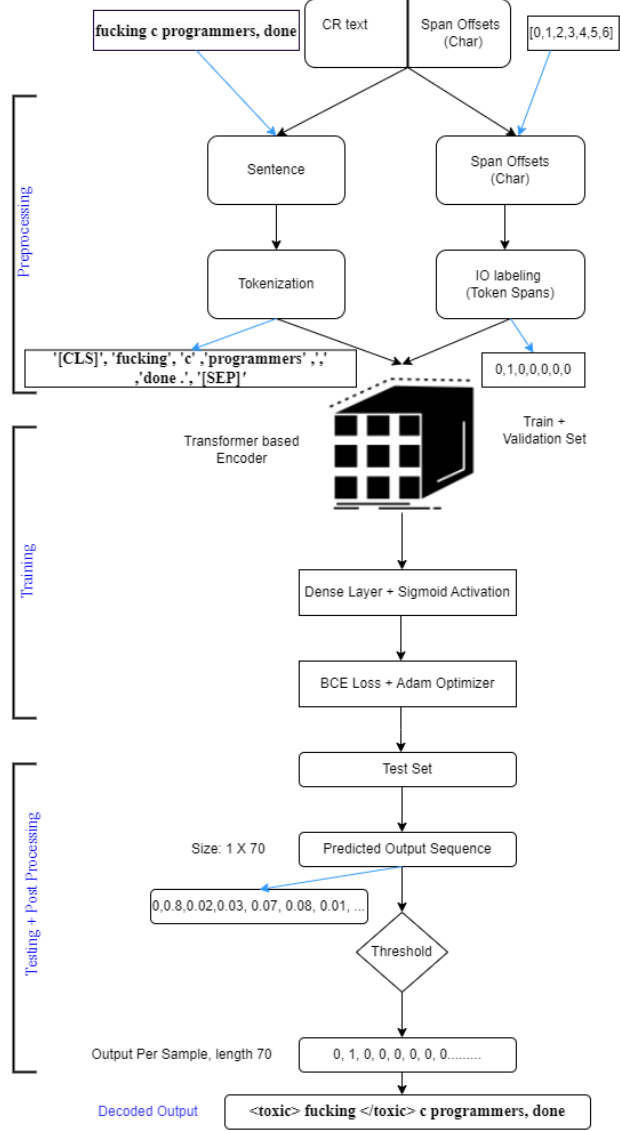 fucking c programmers, done
CR text
Span Offsets
(Char)
[0,1,2,3,4,5,6]
Preprocessing
Sentence
Span Offsets
(Char)
Tokenization
IO labeling
(Token Spans)
'[CLS]', 'fucking', 'c' ,'programmers' ,','
,'done .', '[SEP]'
0,1,0,0,0,0,0
Training
Transformer based
Encoder
Train +
Validation Set
Dense Layer + Sigmoid Activation
BCE Loss + Adam Optimizer
Testing + Post Processing
Test Set
Size: 1 X 70
Predicted Output Sequence
0,0.8,0.02,0.03, 0.07, 0.08, 0.01, ...
Threshold
Output Per Sample, length 70
0, 1, 0, 0, 0, 0, 0, 0.........
Decoded Output
<toxic> fucking </toxic> c programmers, done